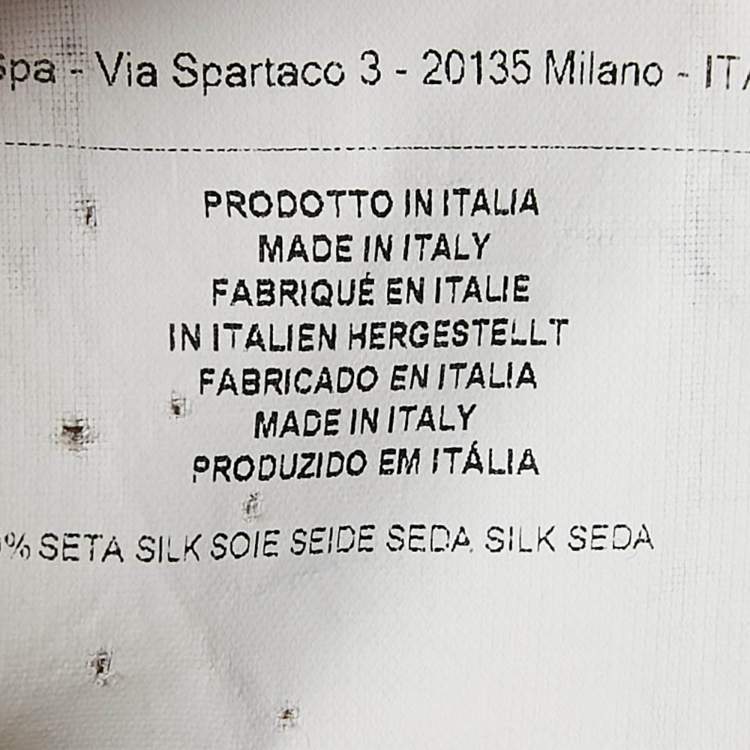 Spa - Via Spartaco 3 - 20135 Milano - ITA
PRODOTTO IN ITALIA
MADE IN ITALY
FABRIQUÉ EN ITALIE
IN ITALIEN HERGESTELLT
FABRICADO EN ITALIA
MADE IN ITALY
PRODUZIDO EM ITÁLIA
% SETA SILK SOIE SEIDE SEDA SILK SEDA